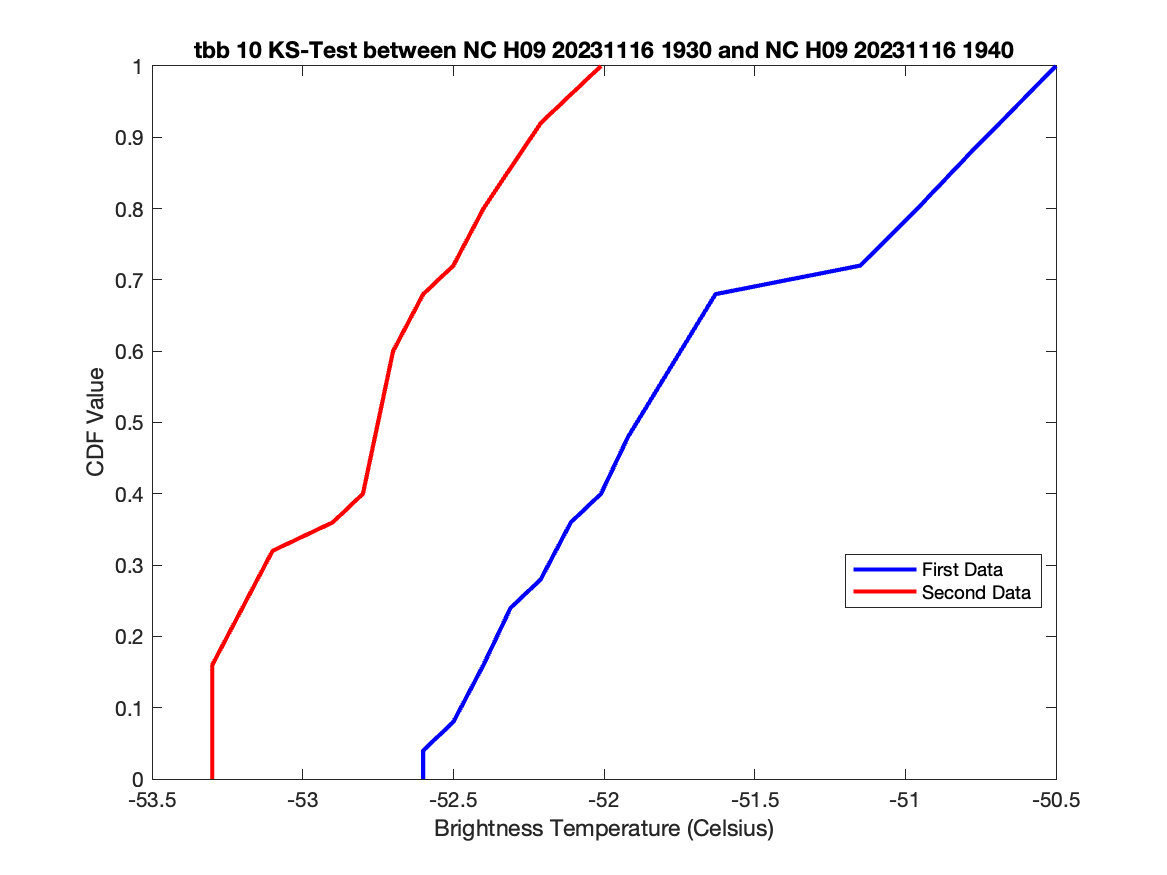 tbb 10 KS-Test between NC H09 20231116 1930 and NC H09 20231116 1940
1
0.9
0.8
0.7
0.6
0.5
0.4
0.3
0.2
0.1
0
CDF Value
First Data
Second Data
-53.5 -53 -52.5 -52 -51.5 -51 -50.5
Brightness Temperature (Celsius)